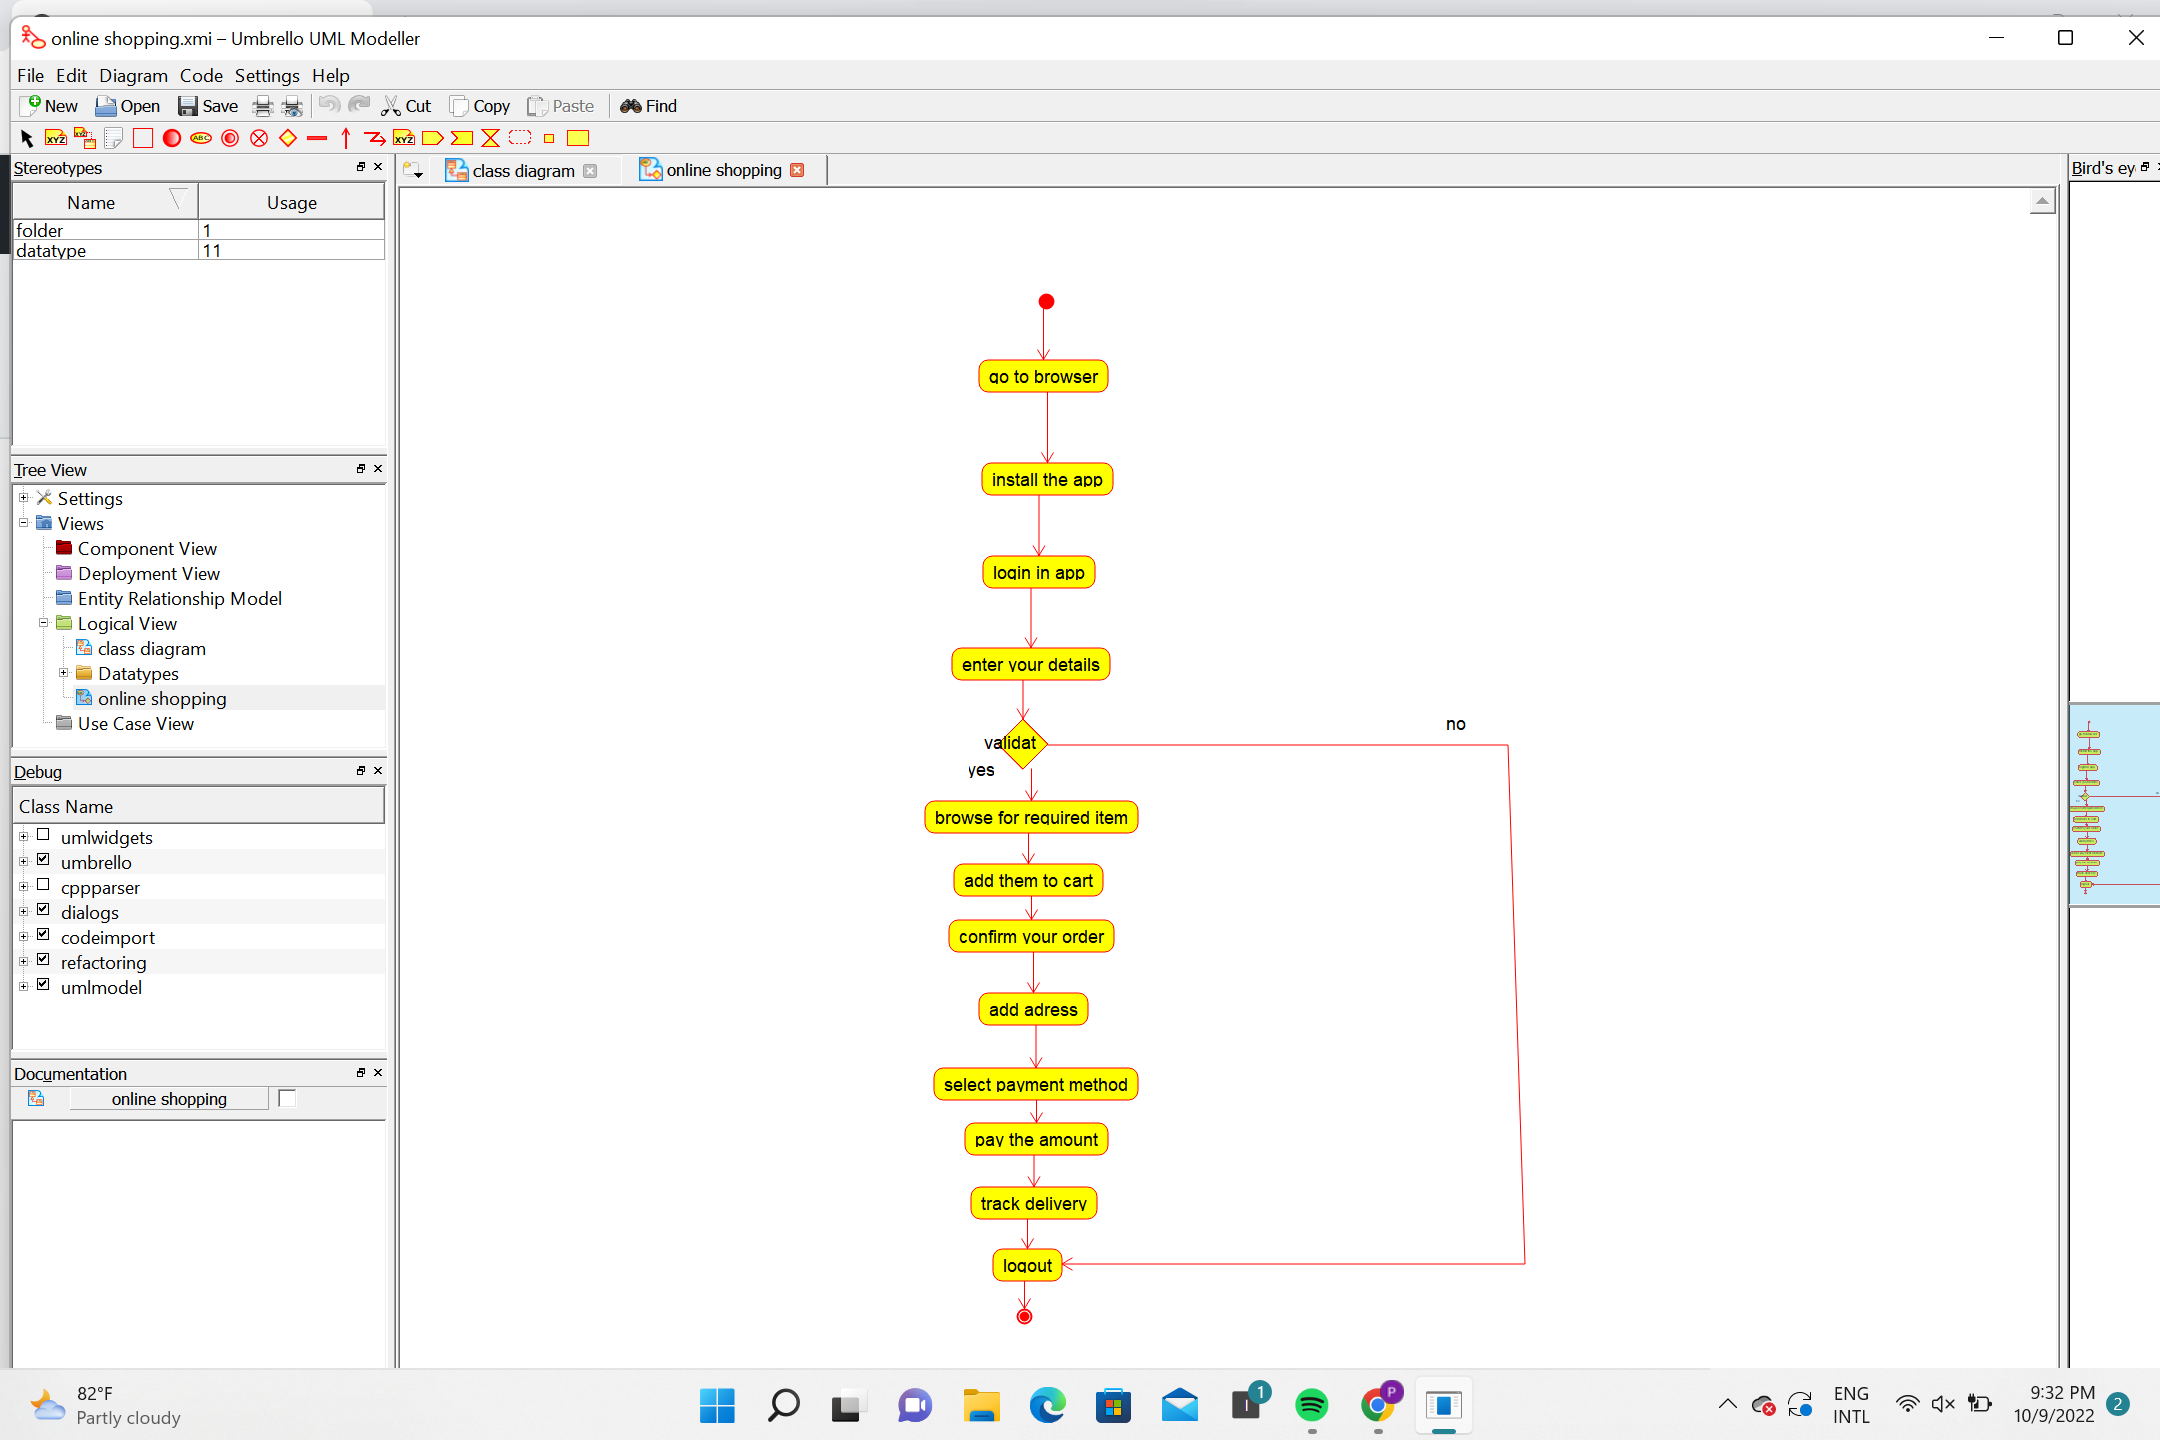 online shopping.xmi – Umbrello UML Modeller
File Edit Diagram Code Settings Help
New Open Save Cut Copy Paste Find
XYZ XYZ ABC XYZ
Stereotypes
Name Usage
folder 1
datatype 11
Tree View
Settings
Views
Component View
Deployment View
Entity Relationship Model
Logical View
class diagram
Datatypes
online shopping
Use Case View
Debug
Class Name
umlwidgets
umbrello
cppparser
dialogs
codeimport
refactoring
umlmodel
Documentation
online shopping
class diagram online shopping
go to browser
install the app
login in app
enter your details
no
validat
yes
browse for required item
add them to cart
confirm your order
add adress
select payment method
pay the amount
track delivery
logout
Bird's ey
82°F
Partly cloudy
1
P
ENG
INTL
9:32 PM
10/9/2022
2